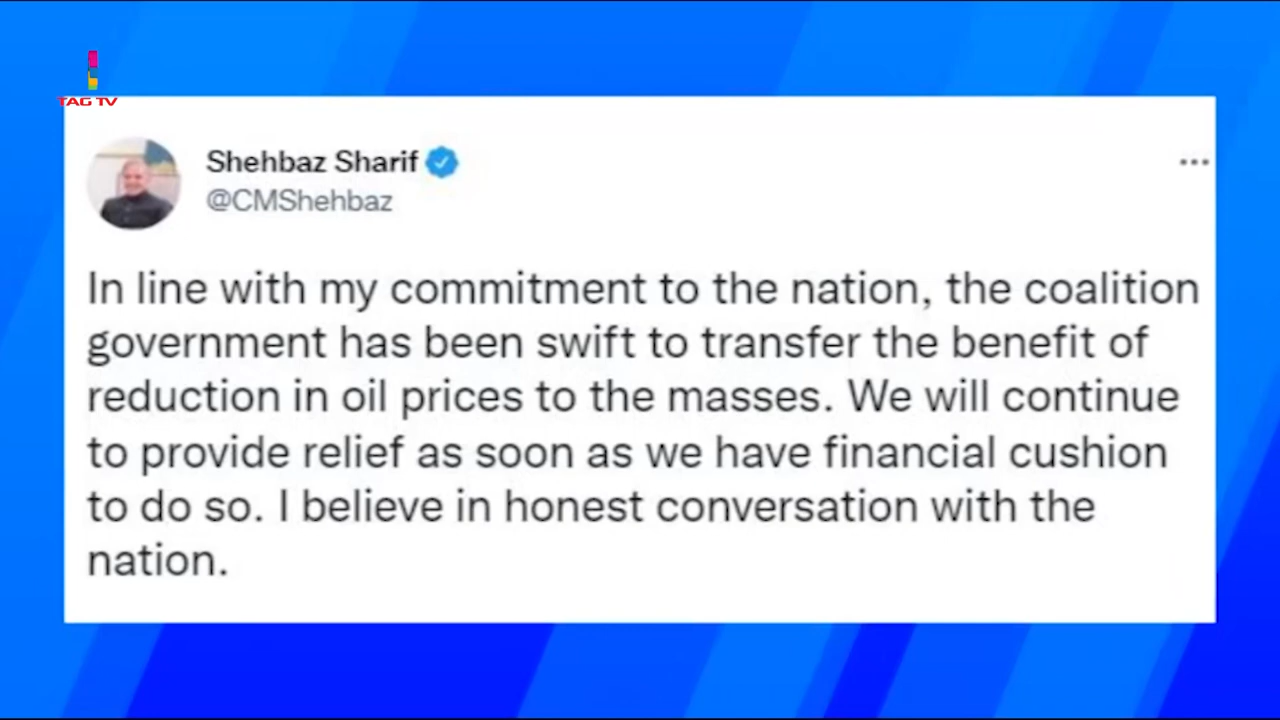 TAG TV
Shehbaz Sharif
@CMShehbaz
In line with my commitment to the nation, the coalition
government has been swift to transfer the benefit of
reduction in oil prices to the masses. We will continue
to provide relief as soon as we have financial cushion
to do so. I believe in honest conversation with the
nation.